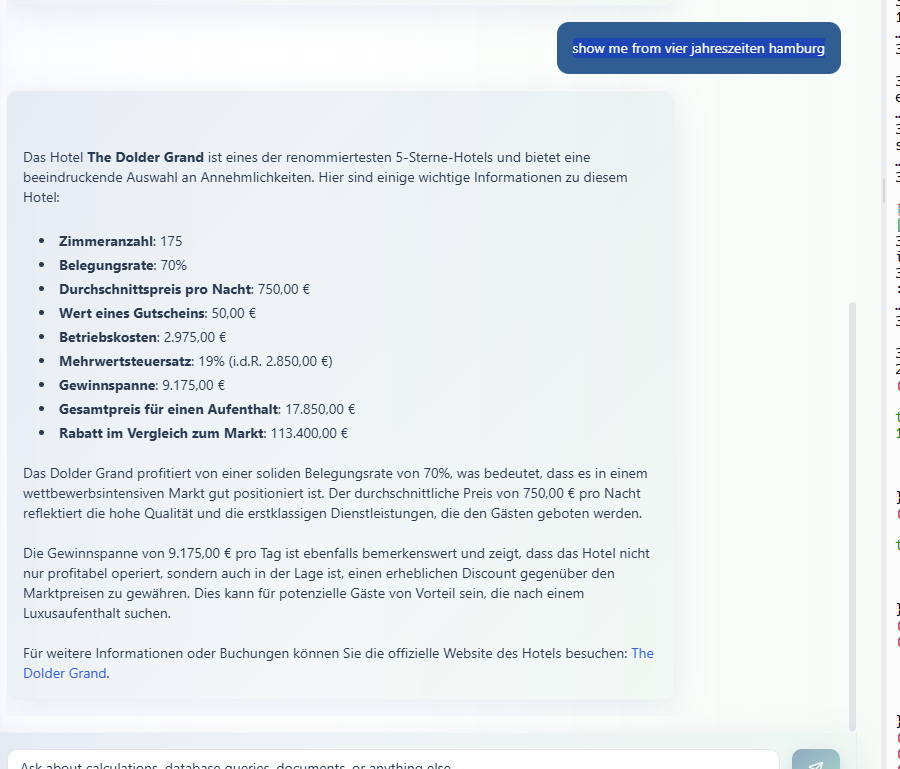 show me from vier jahreszeiten hamburg
Das Hotel The Dolder Grand ist eines der renommiertesten 5-Sterne-Hotels und bietet eine
beeindruckende Auswahl an Annehmlichkeiten. Hier sind einige wichtige Informationen zu diesem
Hotel:
• Zimmeranzahl: 175
• Belegungsrate: 70%
• Durchschnittspreis pro Nacht: 750,00 €
• Wert eines Gutscheins: 50,00 €
• Betriebskosten: 2.975,00 €
• Mehrwertsteuersatz: 19% (i.d.R. 2.850,00 €)
• Gewinnspanne: 9.175,00 €
• Gesamtpreis für einen Aufenthalt: 17.850,00 €
• Rabatt im Vergleich zum Markt: 113.400,00 €
Das Dolder Grand profitiert von einer soliden Belegungsrate von 70%, was bedeutet, dass es in einem
wettbewerbsintensiven Markt gut positioniert ist. Der durchschnittliche Preis von 750,00 € pro Nacht
reflektiert die hohe Qualität und die erstklassigen Dienstleistungen, die den Gästen geboten werden.
Die Gewinnspanne von 9.175,00 € pro Tag ist ebenfalls bemerkenswert und zeigt, dass das Hotel nicht
nur profitabel operiert, sondern auch in der Lage ist, einen erheblichen Discount gegenüber den
Marktpreisen zu gewähren. Dies kann für potenzielle Gäste von Vorteil sein, die nach einem
Luxusaufenthalt suchen.
Für weitere Informationen oder Buchungen können Sie die offizielle Website des Hotels besuchen: The
Dolder Grand.
Ask about calculations, database queries, documents, or anything else